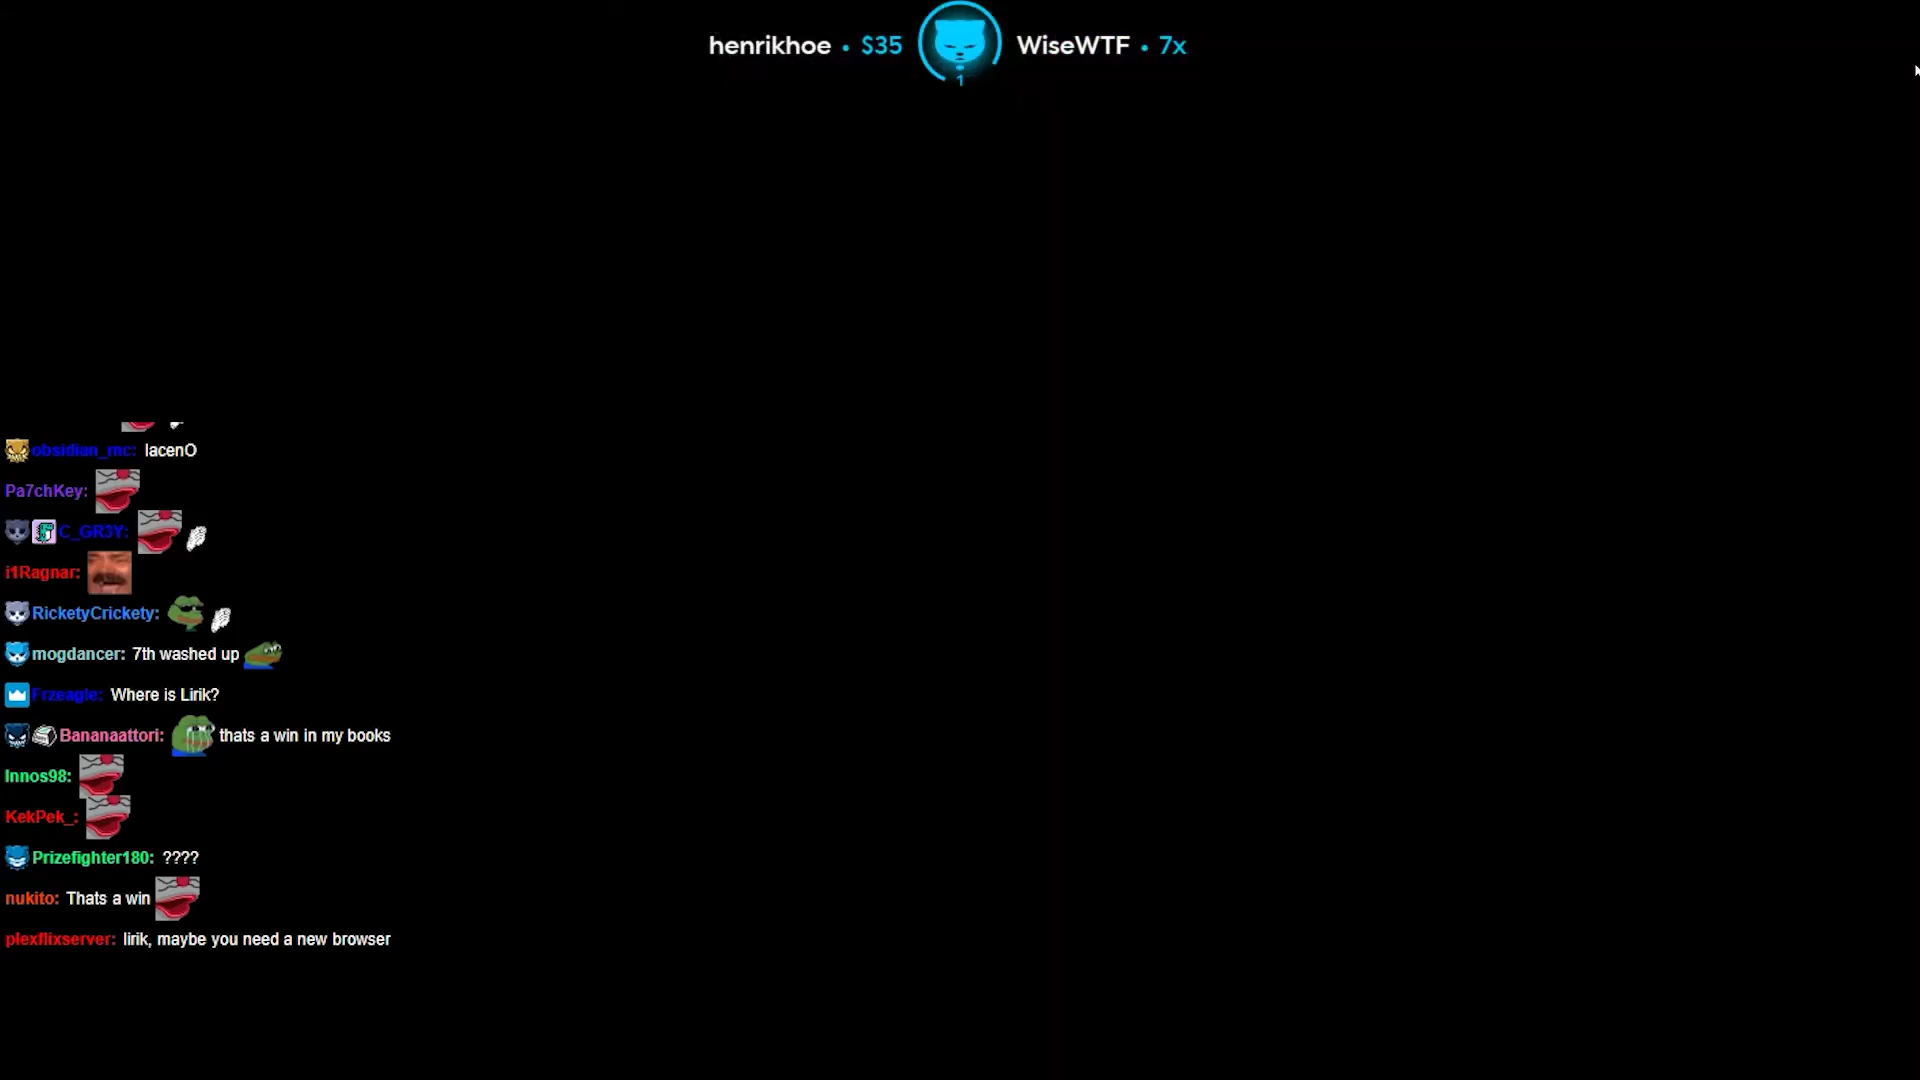 henrikhoe • $35 1 WiseWTF • 7x
obsidian_mc: lacenO
Pa7chKey:
C_GR3Y:
i1Ragnar:
RicketyCrickety:
mogdancer: 7th washed up
Frzeagle: Where is Lirik?
Bananaattori: thats a win in my books
Innos98:
KekPek_:
Prizefighter180: ????
nukito: Thats a win
plexflixserver: lirik, maybe you need a new browser